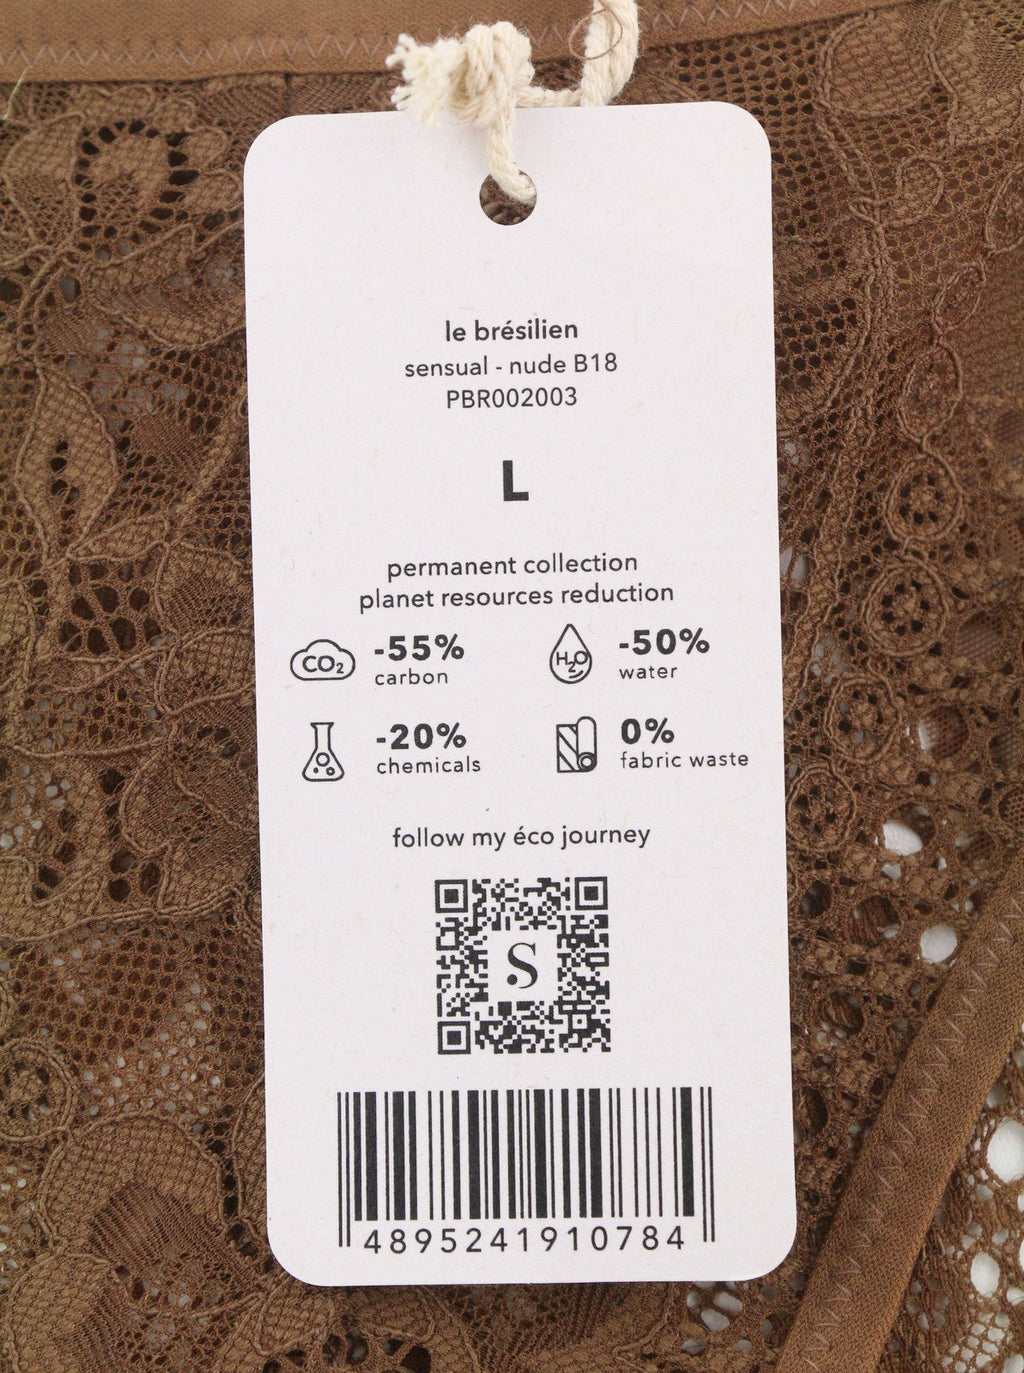 le brésilien
sensual - nude B18
PBR002003
L
permanent collection
planet resources reduction
CO2
-55%
carbon
H2O
-50%
water
-20%
chemicals
0%
fabric waste
follow my éco journey
S
4895241910784